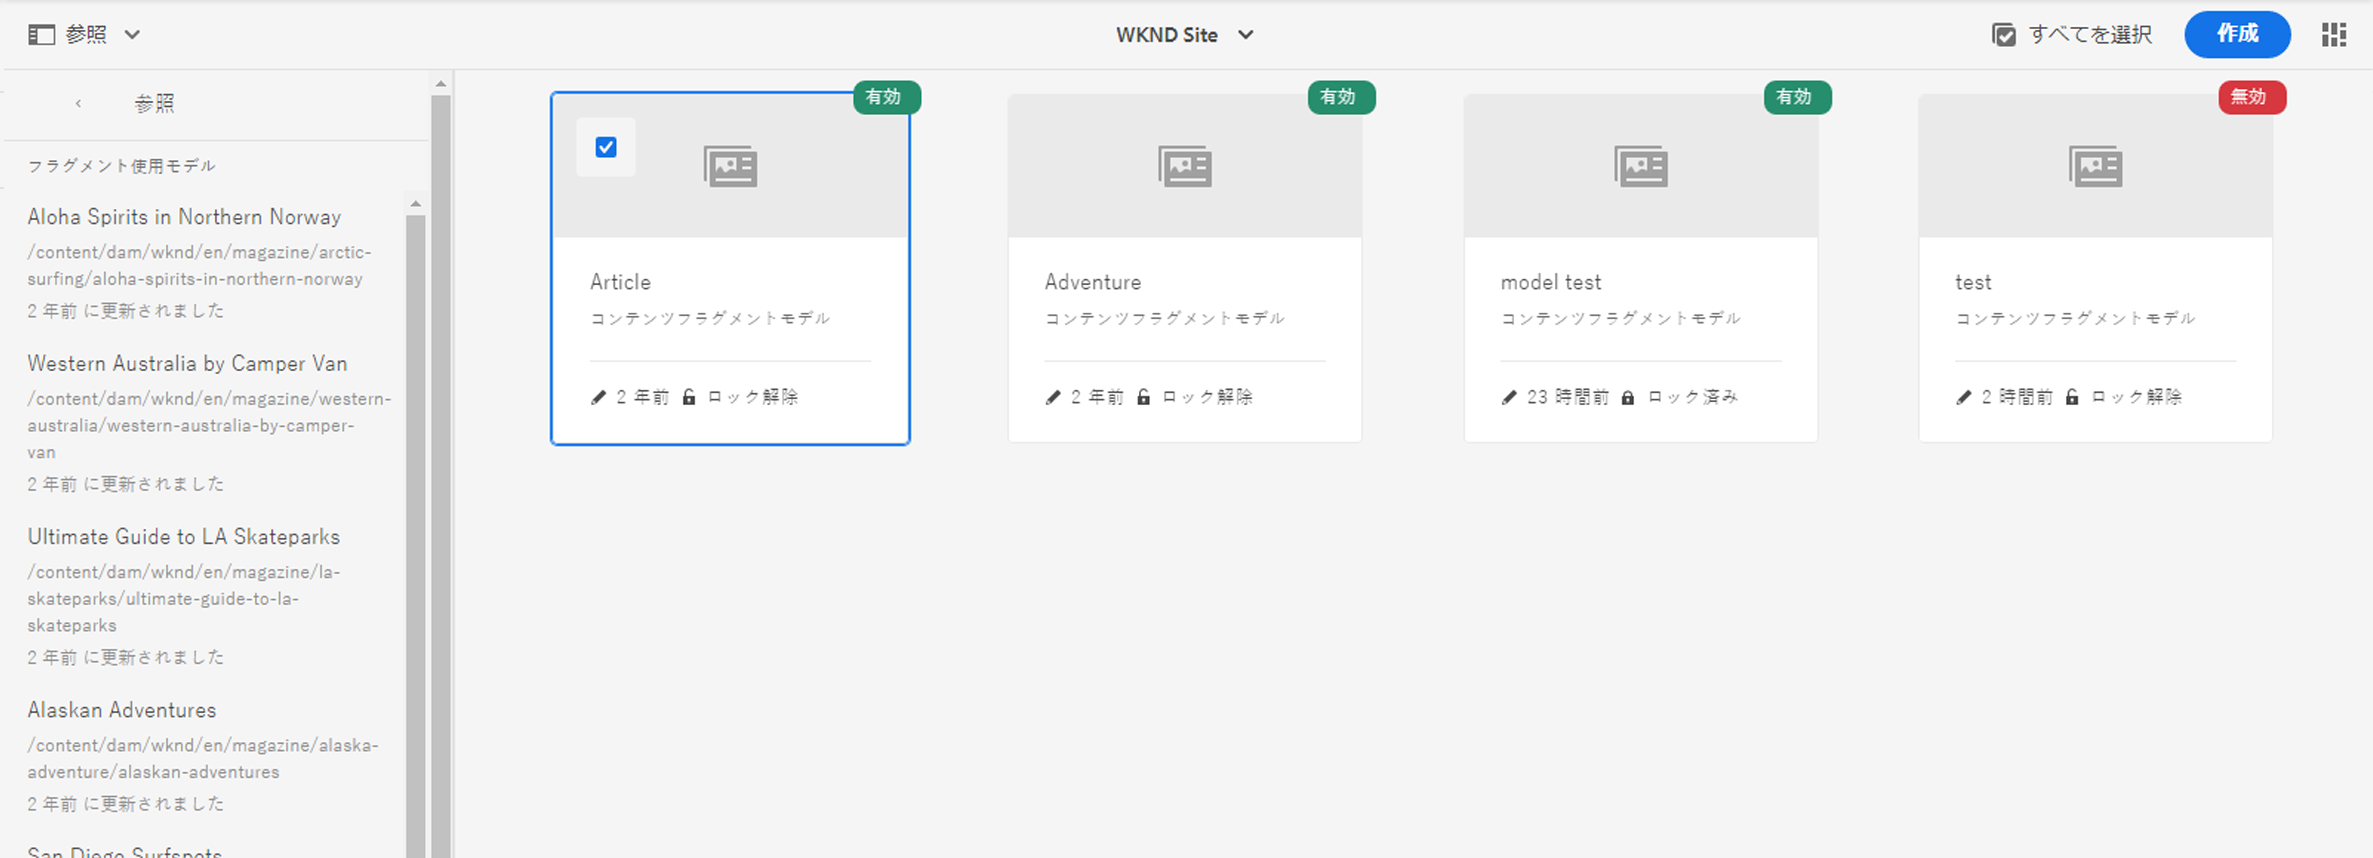 参照
WKND Site
すべてを選択
作成
参照
フラグメント使用モデル
Aloha Spirits in Northern Norway
/content/dam/wknd/en/magazine/arctic-
surfing/aloha-spirits-in-northern-norway
2 年前 に更新されました
Western Australia by Camper Van
/content/dam/wknd/en/magazine/western-
australia/western-australia-by-camper-
van
2 年前 に更新されました
Ultimate Guide to LA Skateparks
/content/dam/wknd/en/magazine/la-
skateparks/ultimate-guide-to-la-
skateparks
2 年前 に更新されました
Alaskan Adventures
/content/dam/wknd/en/magazine/alaska-
adventure/alaskan-adventures
2 年前 に更新されました
San Diego Surfspots
有効
Article
コンテンツフラグメントモデル
2 年前 ロック解除
有効
Adventure
コンテンツフラグメントモデル
2 年前 ロック解除
有効
model test
コンテンツフラグメントモデル
23 時間前 ロック済み
無効
test
コンテンツフラグメントモデル
2 時間前 ロック解除